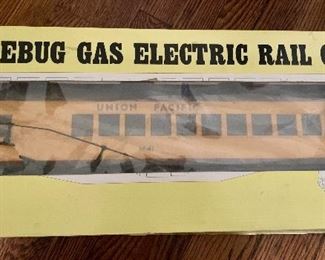 EBUG GAS ELECTRIC RAIL C
UNION PACIFIC